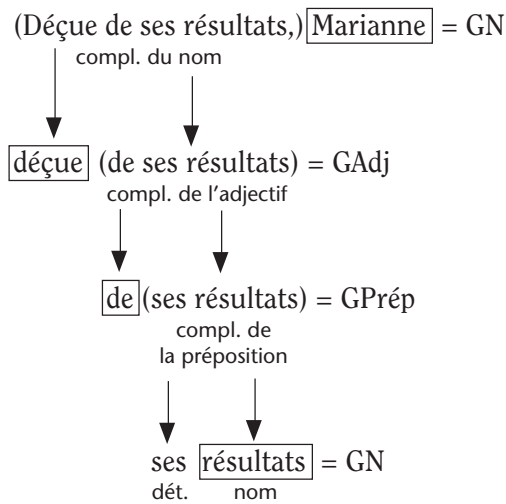 (Déçue de ses résultats,) Marianne = GN
compl. du nom
déçue (de ses résultats) = GAdj
compl. de l'adjectif
de (ses résultats) = GPrép
compl. de
la préposition
ses résultats = GN
dét. nom